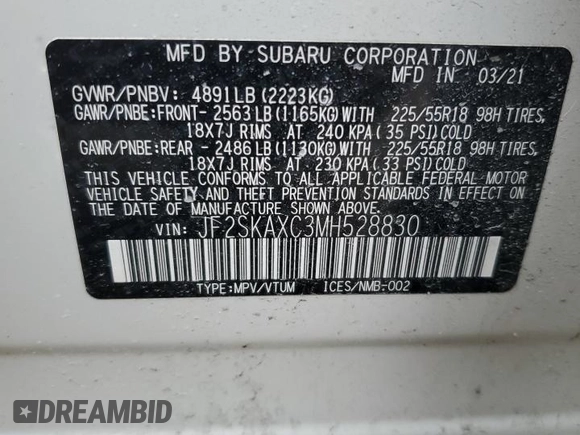 MFD BY SUBARU CORPORATION
MFD IN 03/21
GVWR/PNBV: 4891LB(2223KG)
GAWR/PNBE:FRONT- 2563LB(1165KG)WITH 225/55R18 98H TIRES,
18X7J RIMS AT 240 KPA(35 PSI)COLD
GAWR/PNBE:REAR - 2486LB(1130KG)WITH 225/55R18 98H TIRES,
18X7J RIMS AT 230 KPA(33 PSI)COLD
THIS VEHICLE CONFORMS TO ALL APPLICABLE FEDERAL MOTOR
VEHICLE SAFETY AND THEFT PREVENTION STANDARDS IN EFFECT
ON THE DATE OF MANUFACTURE SHOWN ABOVE.
VIN: JF2SKAXC3MH528830
TYPE:MPV/VTUM ICES/NMB-002
DREAMBID